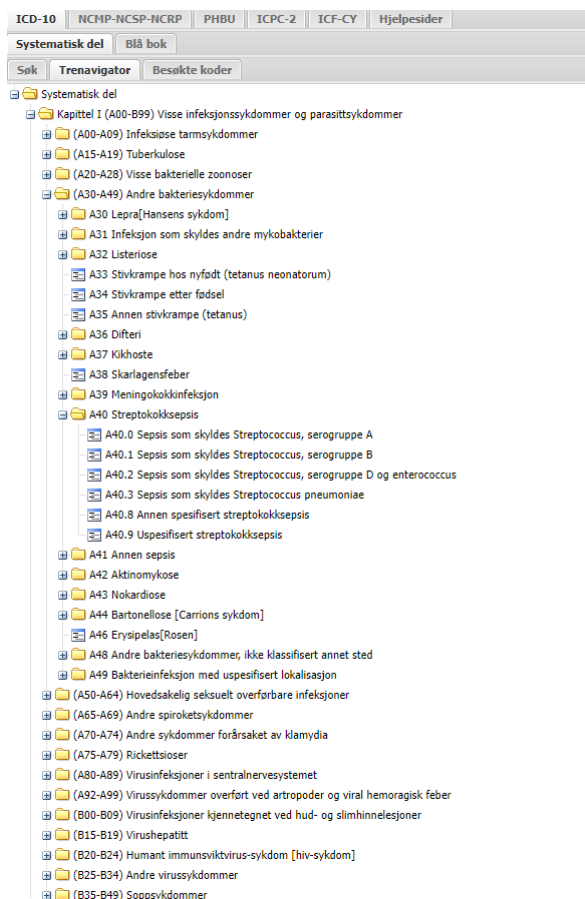 ICD-10 NCMP-NCSP-NCRP PHBU ICPC-2 ICF-CY Hjelpesider
Systematisk del Blå bok
Søk Trenavigator Besøkte koder
Systematisk del
Kapittel I (A00-B99) Visse infeksjonssykdommer og parasittsykdommer
(A00-A09) Infeksiøse tarmsykdommer
(A15-A19) Tuberkulose
(A20-A28) Visse bakterielle zoonoser
(A30-A49) Andre bakteriesykdommer
A30 Lepra[Hansens sykdom]
A31 Infeksjon som skyldes andre mykobakterier
A32 Listeriose
A33 Stivkrampe hos nyfødt (tetanus neonatorum)
A34 Stivkrampe etter fødsel
A35 Annen stivkrampe (tetanus)
A36 Difteri
A37 Kikhoste
A38 Skarlagensfeber
A39 Meningokokkinfeksjon
A40 Streptokokksepsis
A40.0 Sepsis som skyldes Streptococcus, serogruppe A
A40.1 Sepsis som skyldes Streptococcus, serogruppe B
A40.2 Sepsis som skyldes Streptococcus, serogruppe D og enterococcus
A40.3 Sepsis som skyldes Streptococcus pneumoniae
A40.8 Annen spesifisert streptokokksepsis
A40.9 Uspesifisert streptokokksepsis
A41 Annen sepsis
A42 Aktinomykose
A43 Nokardiose
A44 Bartonellose [Carrions sykdom]
A46 Erysipelas[Rosen]
A48 Andre bakteriesykdommer, ikke klassifisert annet sted
A49 Bakterieinfeksjon med uspesifisert lokalisasjon
(A50-A64) Hovedsakelig seksuelt overførbare infeksjoner
(A65-A69) Andre spiroketsykdommer
(A70-A74) Andre sykdommer forårsaket av klamydia
(A75-A79) Rickettsioser
(A80-A89) Virusinfeksjoner i sentralnervesystemet
(A92-A99) Virussykdommer overført ved artropoder og viral hemoragisk feber
(B00-B09) Virusinfeksjoner kjennetegnet ved hud- og slimhinnelesjoner
(B15-B19) Virushepatitt
(B20-B24) Humant immunsviktvirus-sykdom [hiv-sykdom]
(B25-B34) Andre virussykdommer
(B35-B49) Soppsykdommer